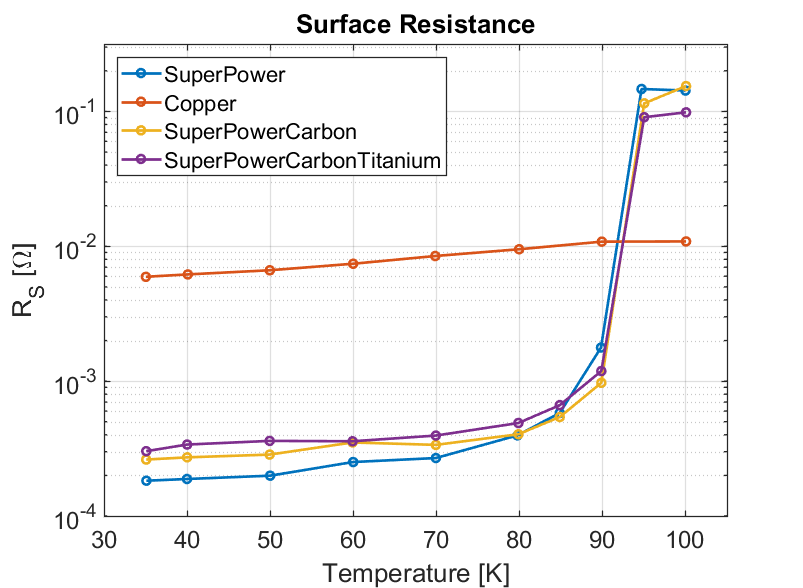 Surface Resistance
SuperPower
Copper
SuperPowerCarbon
SuperPowerCarbonTitanium
10^-1
10^-2
10^-3
10^-4
R_S [Ω]
30 40 50 60 70 80 90 100
Temperature [K]